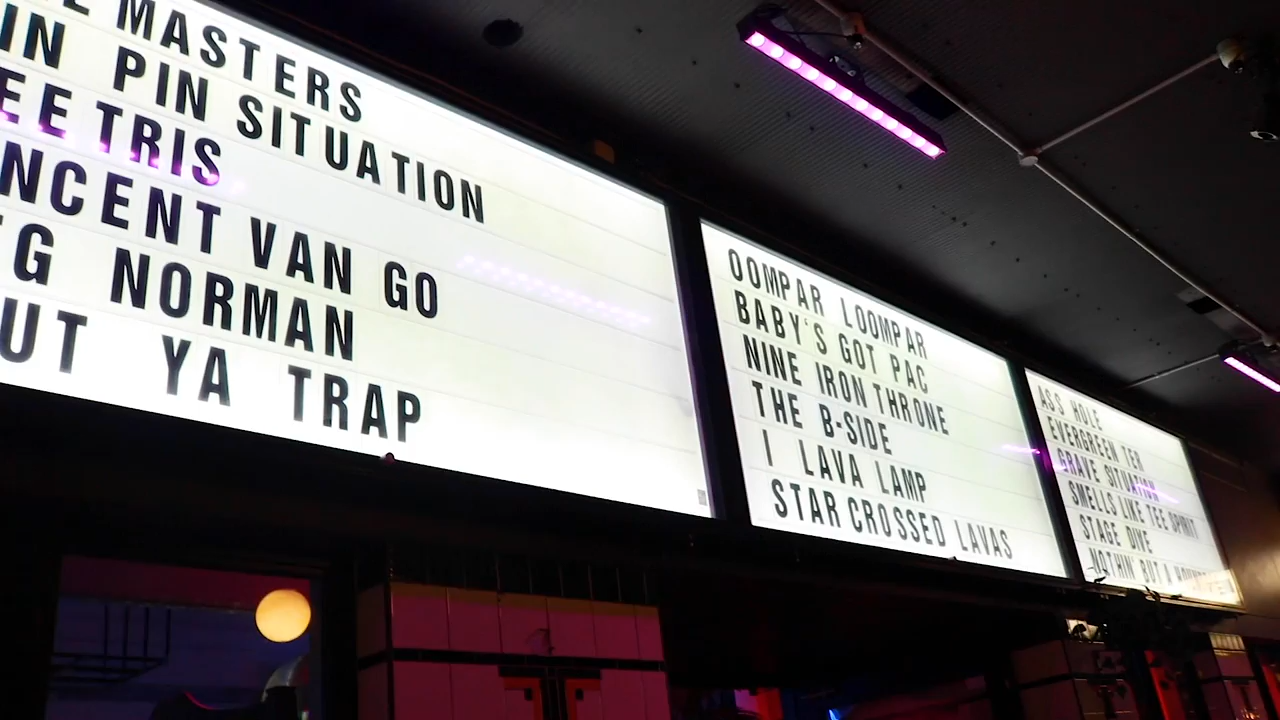 MASTERS
IN PIN SITUATION
EE TRIS
NCENT VAN GO
G NORMAN
UT YA TRAP
OOMPAR LOOMPAR
BABY'S GOT PAC
NINE IRON THRONE
THE B-SIDE
I LAVA LAMP
STAR CROSSED LAVAS
ASS HOLE
EVERGREEN TER
GRAVE SITUATION
SMELLS LIKE TEE SPIRIT
STAGE DIVE
NOTHIN' BUT A